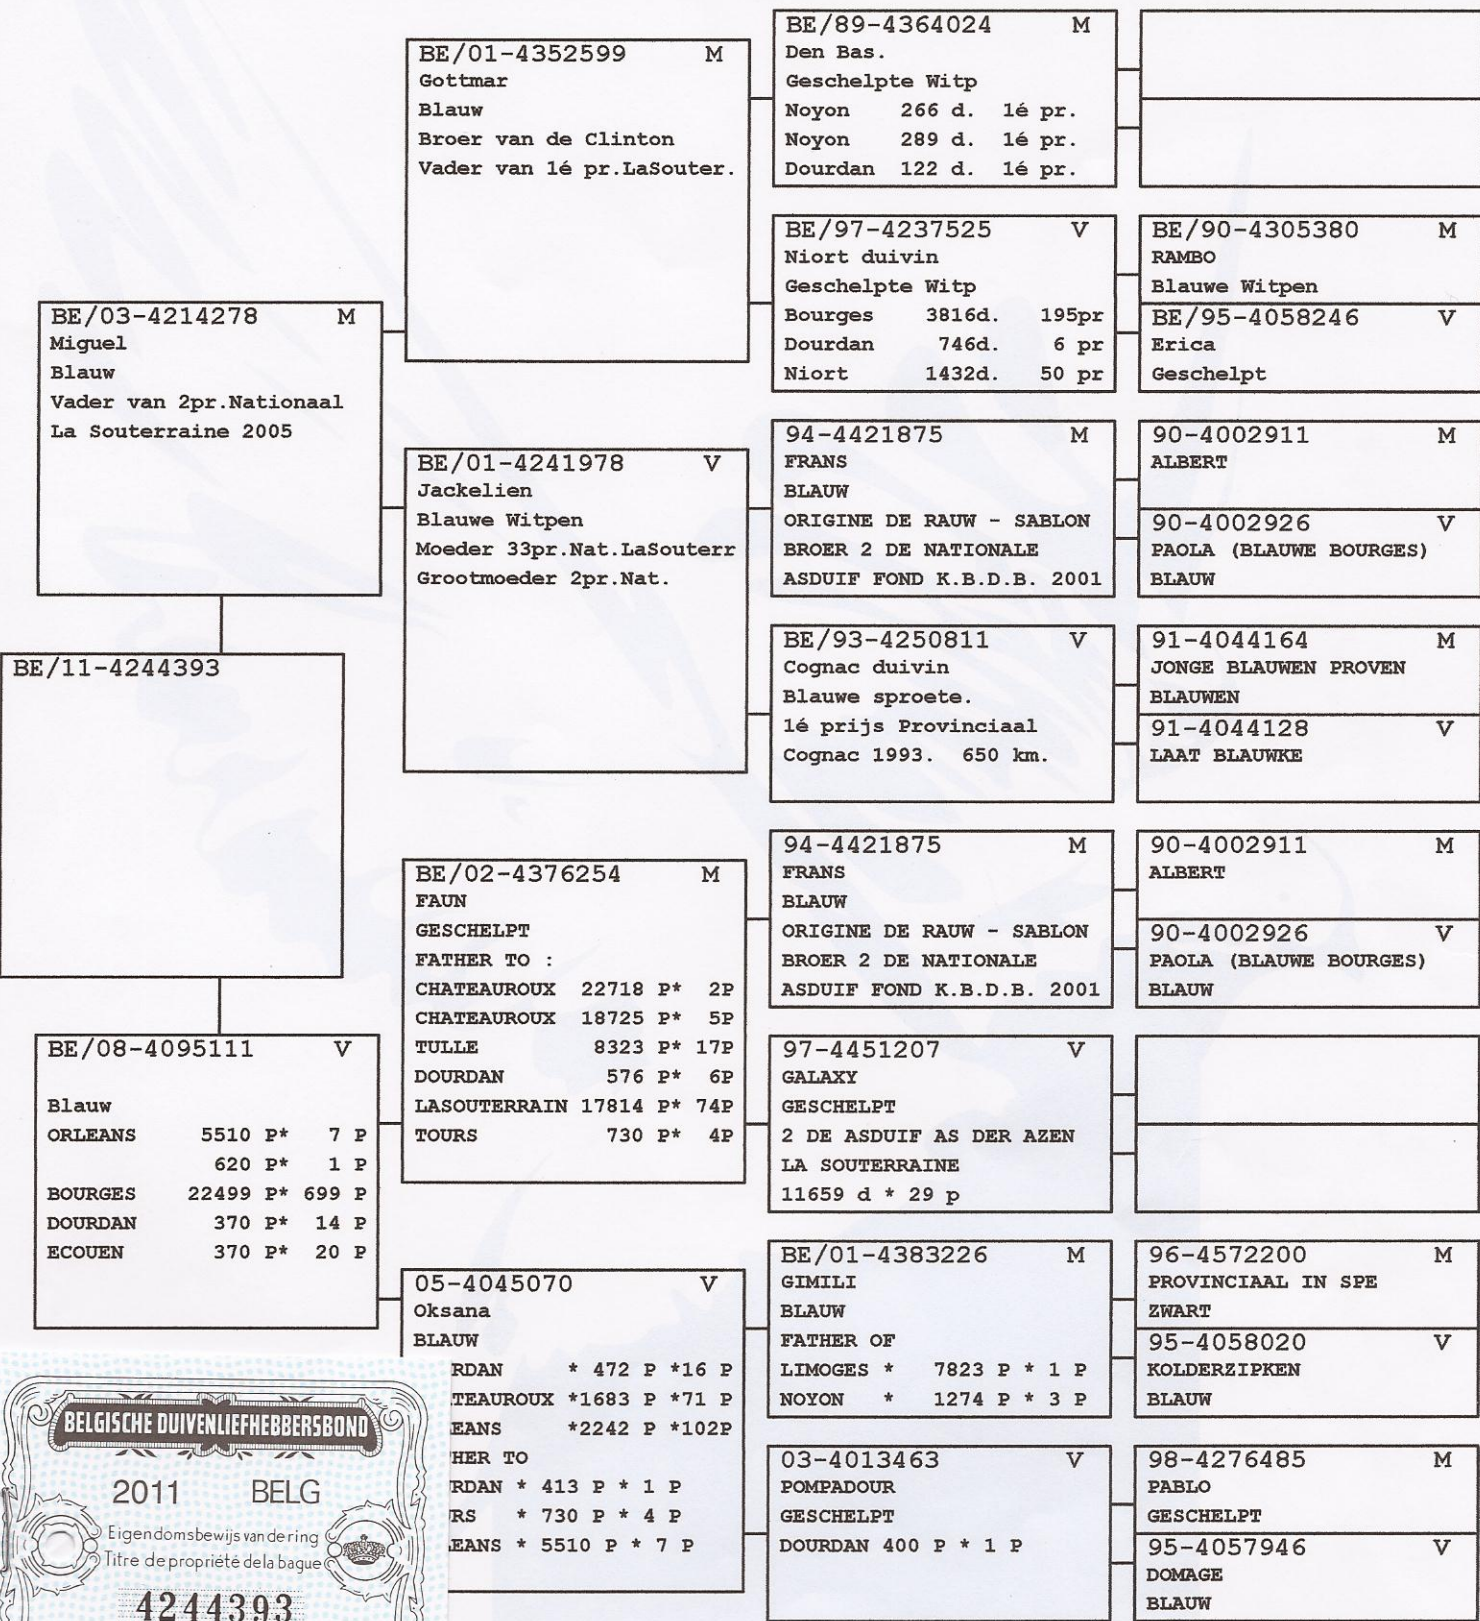 BE/11-4244393
BE/03-4214278 M
Miguel
Blauw
Vader van 2pr.Nationaal
La Souterraine 2005
BE/08-4095111 V
Blauw
ORLEANS 5510 P* 7 P
620 P* 1 P
BOURGES 22499 P* 699 P
DOURDAN 370 P* 14 P
ECOUEN 370 P* 20 P
BE/01-4352599 M
Gottmar
Blauw
Broer van de Clinton
Vader van 1é pr.LaSouter.
BE/01-4241978 V
Jackelien
Blauwe Witpen
Moeder 33pr.Nat.LaSouterr
Grootmoeder 2pr.Nat.
BE/02-4376254 M
FAUN
GESCHELPT
FATHER TO :
CHATEAUROUX 22718 P* 2P
CHATEAUROUX 18725 P* 5P
TULLE 8323 P* 17P
DOURDAN 576 P* 6P
LASOUTERRAIN 17814 P* 74P
TOURS 730 P* 4P
05-4045070 V
Oksana
BLAUW
RDAN * 472 P *16 P
TEAUROUX *1683 P *71 P
EANS *2242 P *102P
HER TO
RDAN * 413 P * 1 P
RS * 730 P * 4 P
EANS * 5510 P * 7 P
BE/89-4364024 M
Den Bas.
Geschelpte Witp
Noyon 266 d. 1é pr.
Noyon 289 d. 1é pr.
Dourdan 122 d. 1é pr.
BE/97-4237525 V
Niort duivin
Geschelpte Witp
Bourges 3816d. 195pr
Dourdan 746d. 6 pr
Niort 1432d. 50 pr
94-4421875 M
FRANS
BLAUW
ORIGINE DE RAUW - SABLON
BROER 2 DE NATIONALE
ASDUIF FOND K.B.D.B. 2001
BE/93-4250811 V
Cognac duivin
Blauwe sproete.
1é prijs Provinciaal
Cognac 1993. 650 km.
94-4421875 M
FRANS
BLAUW
ORIGINE DE RAUW - SABLON
BROER 2 DE NATIONALE
ASDUIF FOND K.B.D.B. 2001
97-4451207 V
GALAXY
GESCHELPT
2 DE ASDUIF AS DER AZEN
LA SOUTERRAINE
11659 d * 29 p
BE/01-4383226 M
GIMILI
BLAUW
FATHER OF
LIMOGES * 7823 P * 1 P
NOYON * 1274 P * 3 P
03-4013463 V
POMPADOUR
GESCHELPT
DOURDAN 400 P * 1 P
BE/90-4305380 M
RAMBO
Blauwe Witpen
BE/95-4058246 V
Erica
Geschelpt
90-4002911 M
ALBERT
90-4002926 V
PAOLA (BLAUWE BOURGES)
BLAUW
91-4044164 M
JONGE BLAUWEN PROVEN
BLAUWEN
91-4044128 V
LAAT BLAUWKE
90-4002911 M
ALBERT
90-4002926 V
PAOLA (BLAUWE BOURGES)
BLAUW
96-4572200 M
PROVINCIAAL IN SPE
ZWART
95-4058020 V
KOLDERZIPKEN
BLAUW
98-4276485 M
PABLO
GESCHELPT
95-4057946 V
DOMAGE
BLAUW
BELGISCHE DUIVENLIEFHEBBERSBOND
2011 BELG
Eigendomsbewijs van de ring
Titre de propriété de la bague
4244393